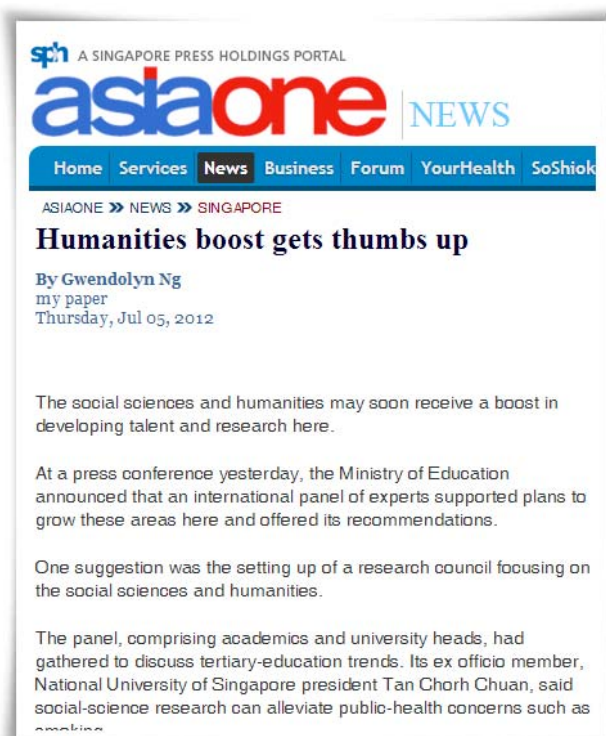 sph A SINGAPORE PRESS HOLDINGS PORTAL
asiaone NEWS
Home Services News Business Forum YourHealth SoShiok
ASIAONE >> NEWS >> SINGAPORE
Humanities boost gets thumbs up
By Gwendolyn Ng
my paper
Thursday, Jul 05, 2012
The social sciences and humanities may soon receive a boost in
developing talent and research here.
At a press conference yesterday, the Ministry of Education
announced that an international panel of experts supported plans to
grow these areas here and offered its recommendations.
One suggestion was the setting up of a research council focusing on
the social sciences and humanities.
The panel, comprising academics and university heads, had
gathered to discuss tertiary-education trends. Its ex officio member,
National University of Singapore president Tan Chorh Chuan, said
social-science research can alleviate public-health concerns such as